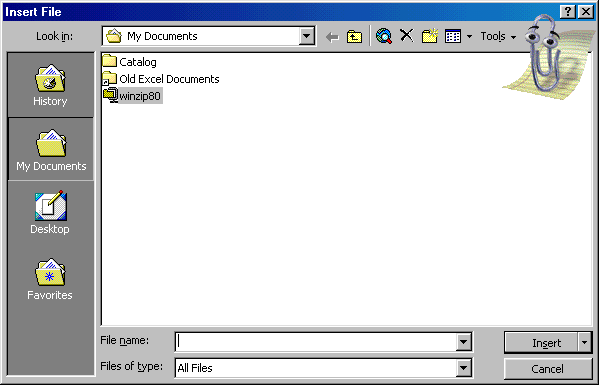 Insert File
Look in: My Documents Tools
History
My Documents
Desktop
Favorites
Catalog
Old Excel Documents
winzip80
File name: Insert
Files of type: All Files Cancel